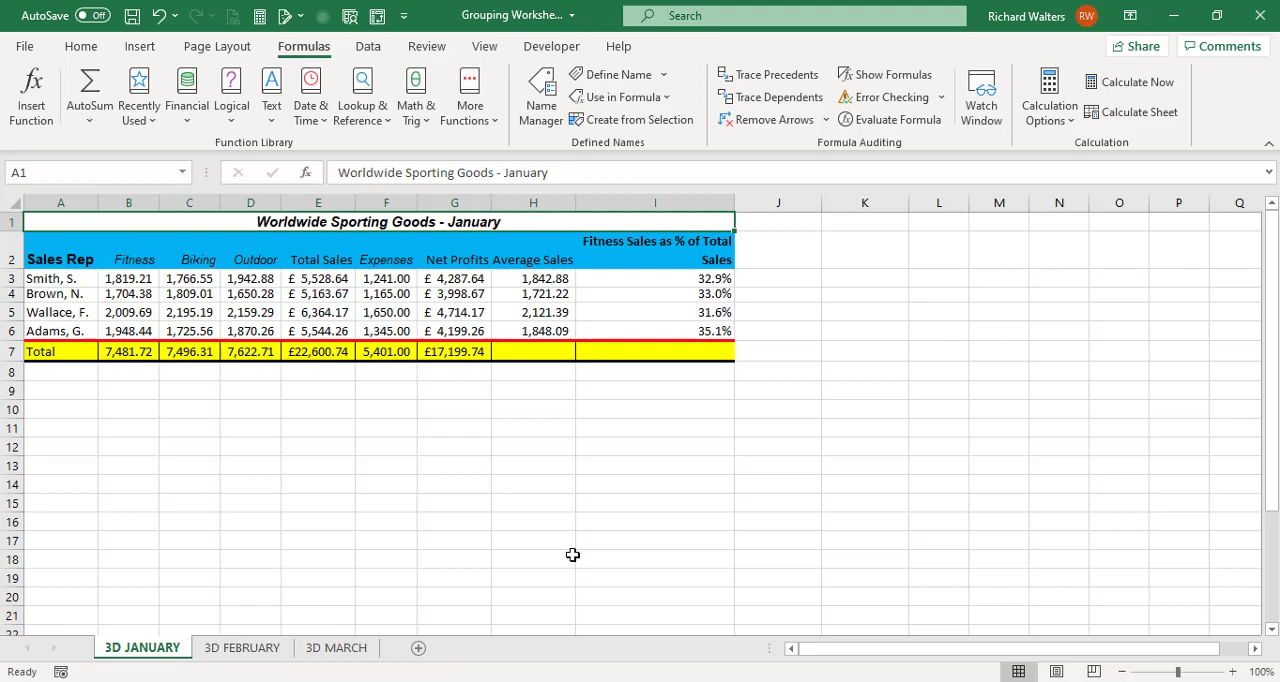 AutoSave Off Grouping Workshe... Search Richard Walters RW
File Home Insert Page Layout Formulas Data Review View Developer Help Share Comments
Insert Function
AutoSum
Recently Used
Financial
Logical
Text
Date & Time
Lookup & Reference
Math & Trig
More Functions
Function Library
Name Manager
Define Name
Use in Formula
Create from Selection
Defined Names
Trace Precedents
Trace Dependents
Remove Arrows
Show Formulas
Error Checking
Evaluate Formula
Formula Auditing
Watch Window
Calculation Options
Calculate Now
Calculate Sheet
Calculation
A1 fx Worldwide Sporting Goods - January
A B C D E F G H I J K L M N O P Q
1 Worldwide Sporting Goods - January
2 Sales Rep Fitness Biking Outdoor Total Sales Expenses Net Profits Average Sales Fitness Sales as % of Total Sales
3 Smith, S. 1,819.21 1,766.55 1,942.88 £ 5,528.64 1,241.00 £ 4,287.64 1,842.88 32.9%
4 Brown, N. 1,704.38 1,809.01 1,650.28 £ 5,163.67 1,165.00 £ 3,998.67 1,721.22 33.0%
5 Wallace, F. 2,009.69 2,195.19 2,159.29 £ 6,364.17 1,650.00 £ 4,714.17 2,121.39 31.6%
6 Adams, G. 1,948.44 1,725.56 1,870.26 £ 5,544.26 1,345.00 £ 4,199.26 1,848.09 35.1%
7 Total 7,481.72 7,496.31 7,622.71 £22,600.74 5,401.00 £17,199.74
8
9
10
11
12
13
14
15
16
17
18
19
20
21
22
3D JANUARY 3D FEBRUARY 3D MARCH
Ready 100%